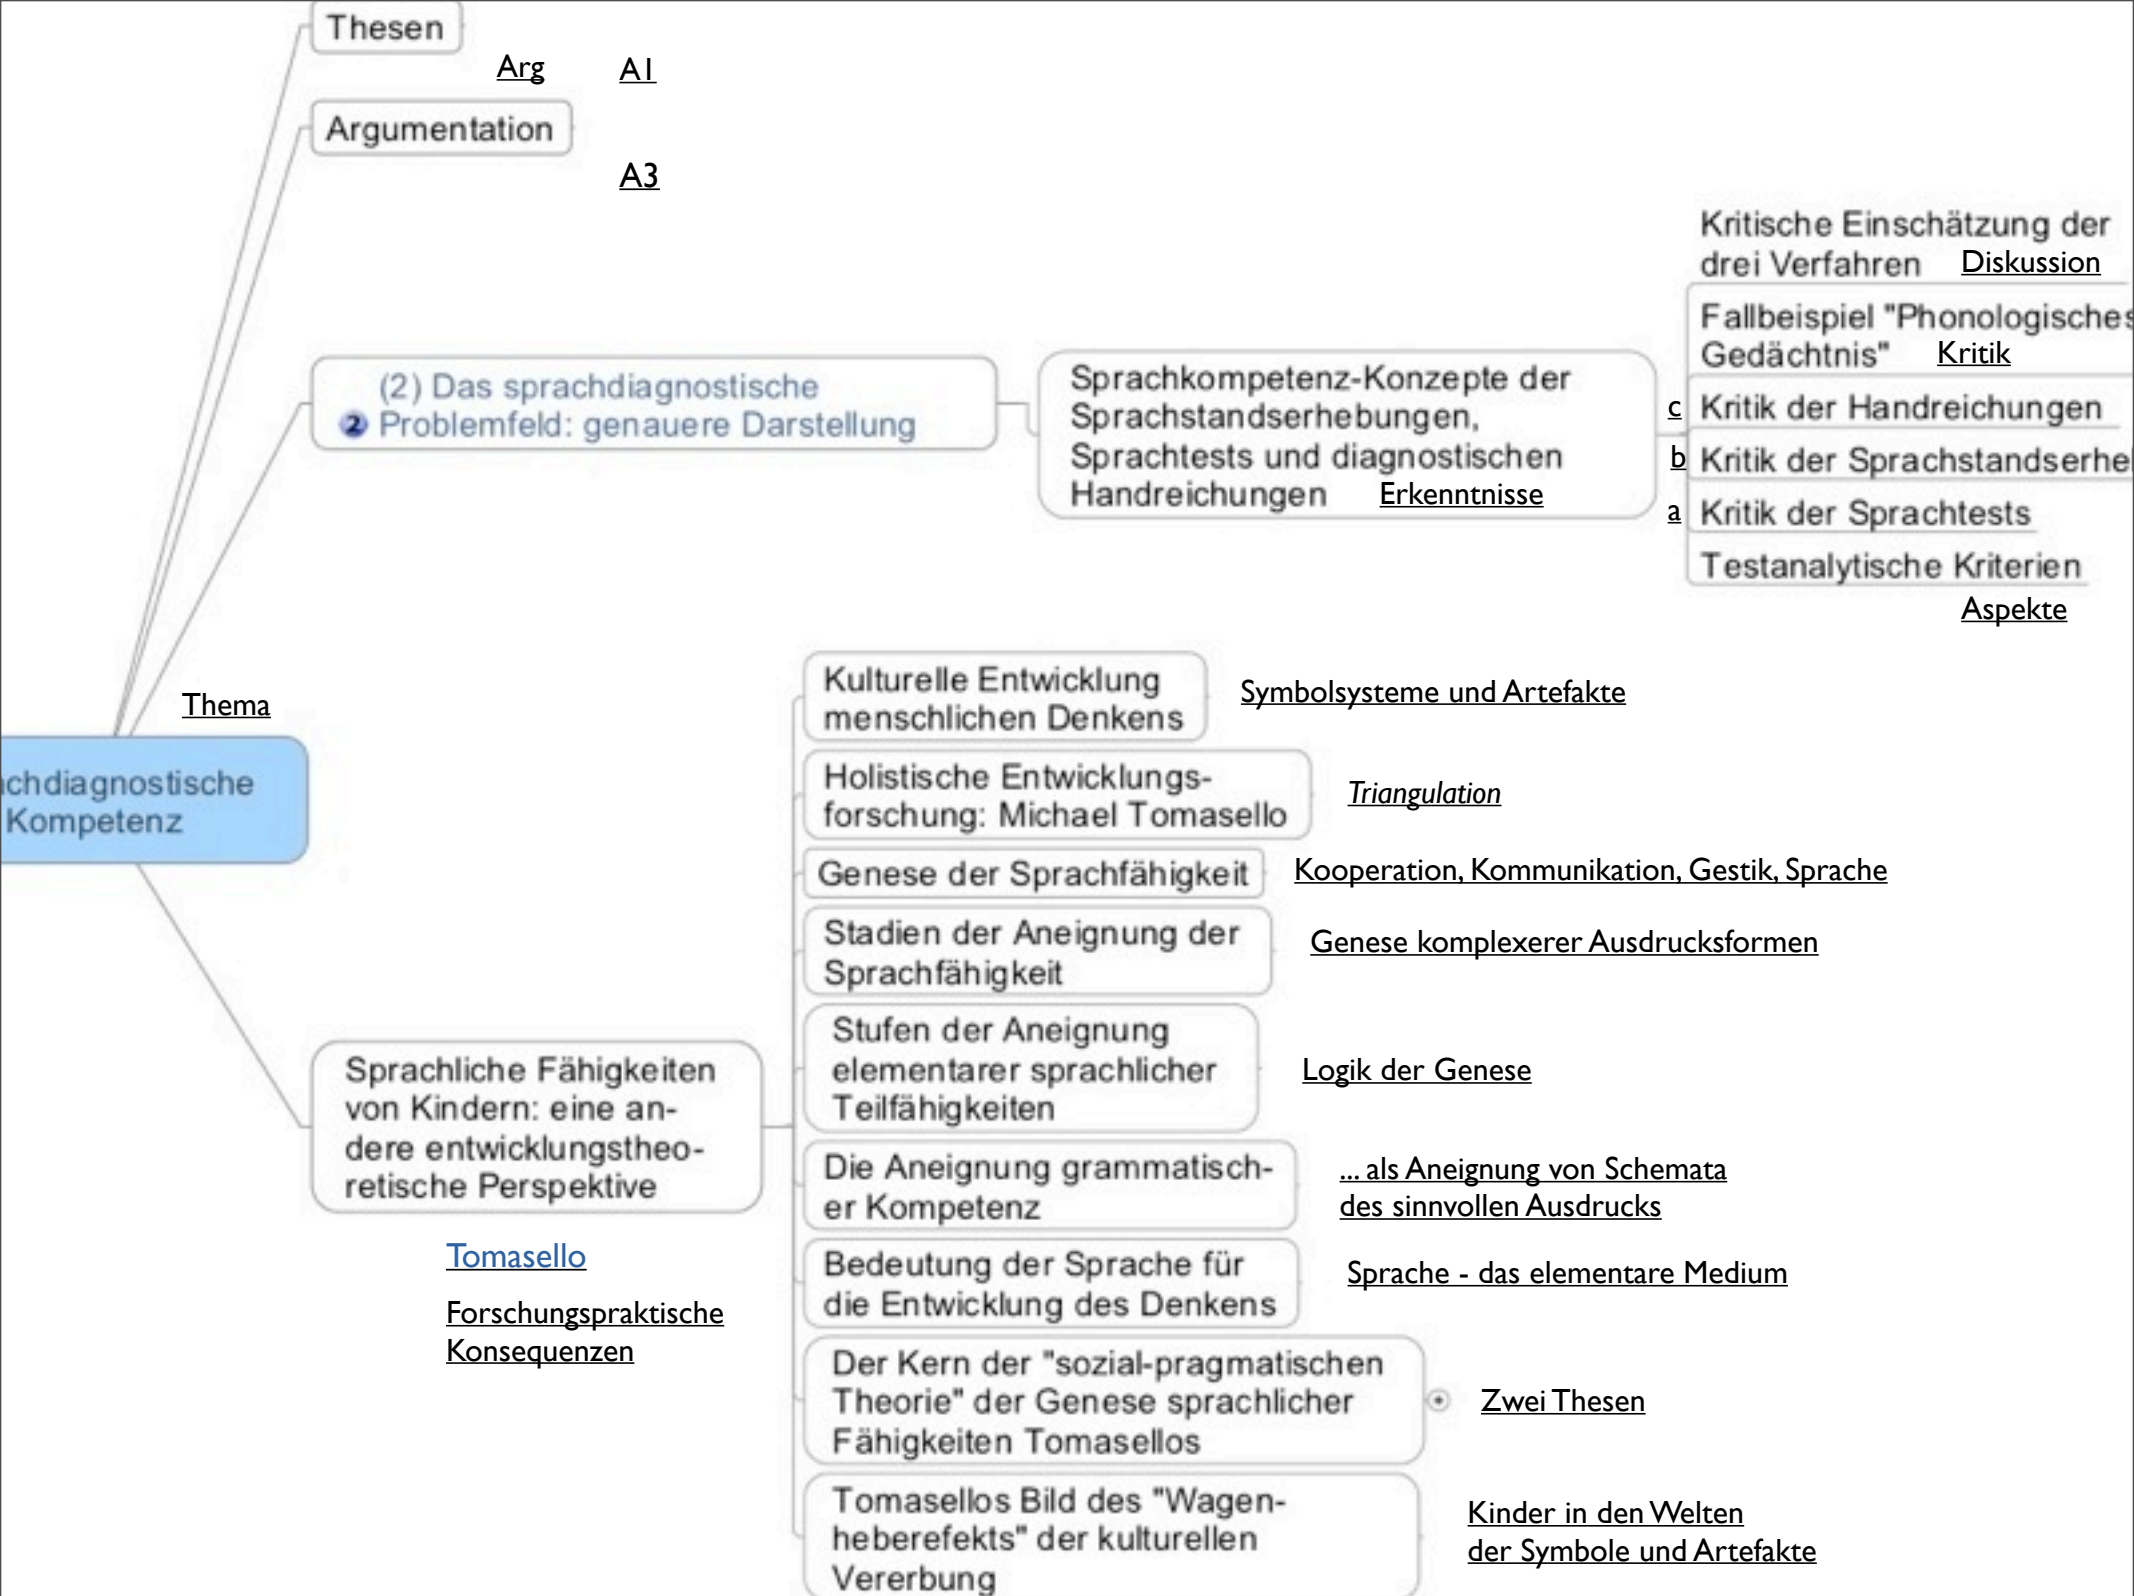 Thesen
Arg
A1
Argumentation
A3
Kritische Einschätzung der
drei Verfahren
Diskussion
Fallbeispiel "Phonologisches
Gedächtnis"
Kritik
(2) Das sprachdiagnostische
2 Problemfeld: genauere Darstellung
Sprachkompetenz-Konzepte der
Sprachstandserhebungen,
Sprachtests und diagnostischen
Handreichungen
Erkenntnisse
c
Kritik der Handreichungen
b
Kritik der Sprachstandserhe
a
Kritik der Sprachtests
Testanalytische Kriterien
Aspekte
Thema
achdiagnostische
Kompetenz
Kulturelle Entwicklung
menschlichen Denkens
Symbolsysteme und Artefakte
Holistische Entwicklungs-
forschung: Michael Tomasello
Triangulation
Genese der Sprachfähigkeit
Kooperation, Kommunikation, Gestik, Sprache
Stadien der Aneignung der
Sprachfähigkeit
Genese komplexerer Ausdrucksformen
Stufen der Aneignung
elementarer sprachlicher
Teilfähigkeiten
Logik der Genese
Sprachliche Fähigkeiten
von Kindern: eine an-
dere entwicklungstheo-
retische Perspektive
Die Aneignung grammatisch-
er Kompetenz
... als Aneignung von Schemata
des sinnvollen Ausdrucks
Tomasello
Forschungspraktische
Konsequenzen
Bedeutung der Sprache für
die Entwicklung des Denkens
Sprache - das elementare Medium
Der Kern der "sozial-pragmatischen
Theorie" der Genese sprachlicher
Fähigkeiten Tomasellos
Zwei Thesen
Tomasellos Bild des "Wagen-
heberefekts" der kulturellen
Vererbung
Kinder in den Welten
der Symbole und Artefakte